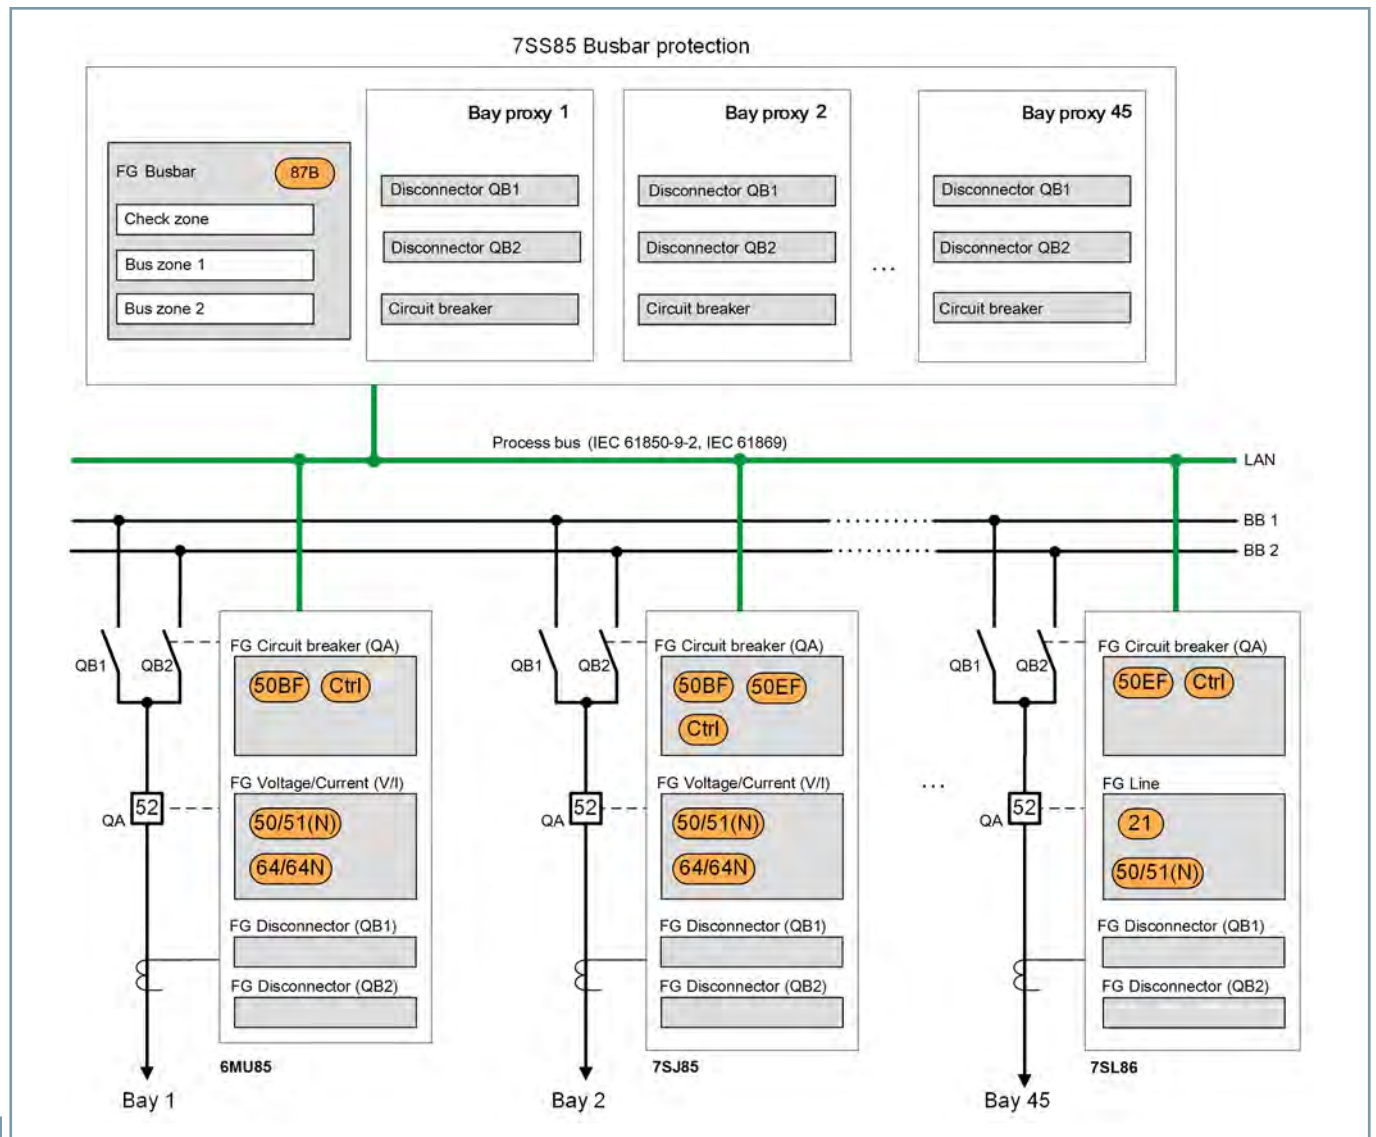 7SS85 Busbar protection
FG Busbar
87B
Check zone
Bus zone 1
Bus zone 2
Bay proxy 1
Disconnector QB1
Disconnector QB2
Circuit breaker
Bay proxy 2
Disconnector QB1
Disconnector QB2
Circuit breaker
...
Bay proxy 45
Disconnector QB1
Disconnector QB2
Circuit breaker
Process bus (IEC 61850-9-2, IEC 61869)
LAN
BB 1
BB 2
QB1
QB2
52
QA
FG Circuit breaker (QA)
50BF
Ctrl
FG Voltage/Current (V/I)
50/51(N)
64/64N
FG Disconnector (QB1)
FG Disconnector (QB2)
6MU85
Bay 1
QB1
QB2
52
QA
FG Circuit breaker (QA)
50BF
50EF
Ctrl
FG Voltage/Current (V/I)
50/51(N)
64/64N
FG Disconnector (QB1)
FG Disconnector (QB2)
7SJ85
Bay 2
...
QB1
QB2
52
QA
FG Circuit breaker (QA)
50EF
Ctrl
FG Line
21
50/51(N)
FG Disconnector (QB1)
FG Disconnector (QB2)
7SL86
Bay 45